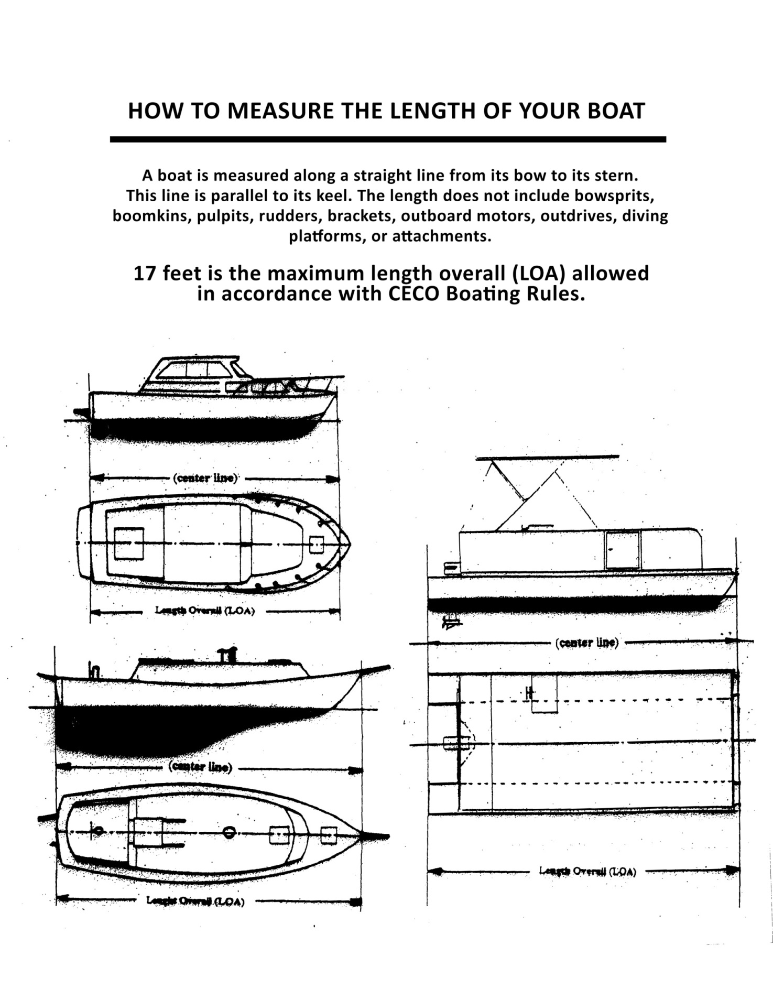 HOW TO MEASURE THE LENGTH OF YOUR BOAT
A boat is measured along a straight line from its bow to its stern.
This line is parallel to its keel. The length does not include bowsprits,
boomkins, pulpits, rudders, brackets, outboard motors, outdrives, diving
platforms, or attachments.
17 feet is the maximum length overall (LOA) allowed
in accordance with CECO Boating Rules.
(center line)
Length Overall (LOA)
(center line)
Lenght Overall (LOA)
(center line)
Length Overall (LOA)